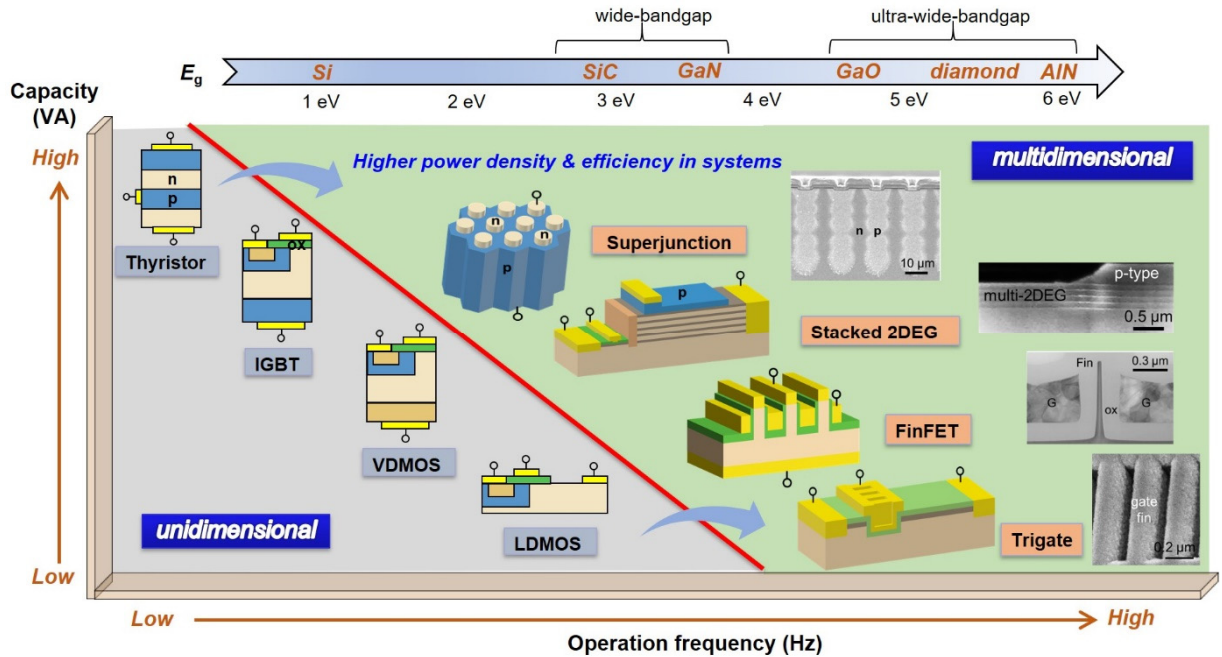 wide-bandgap
ultra-wide-bandgap
Eg
Si
SiC
GaN
GaO
diamond
AlN
1 eV
2 eV
3 eV
4 eV
5 eV
6 eV
Capacity
(VA)
High
Low
Higher power density & efficiency in systems
multidimensional
n
p
Thyristor
ox
IGBT
VDMOS
LDMOS
unidimensional
n
n
p
Superjunction
n p
10 µm
p
Stacked 2DEG
p-type
multi-2DEG
0.5 µm
FinFET
0.3 µm
Fin
G
ox
G
Trigate
gate
fin
0.2 µm
Low
High
Operation frequency (Hz)